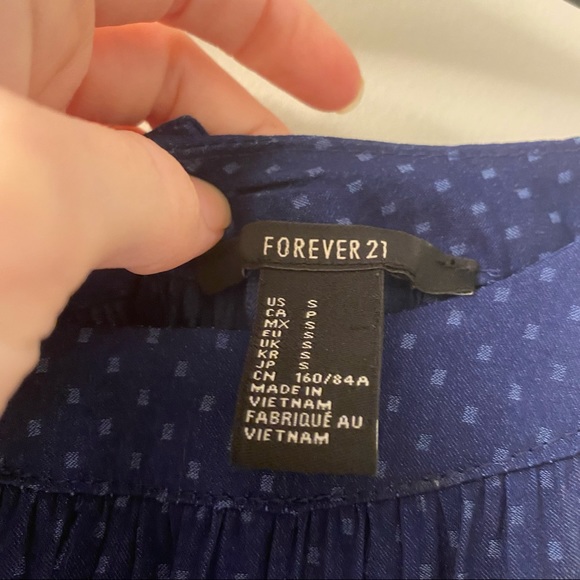 FOREVER 21
US S
CA P
MX S
EU S
UK S
KR S
JP S
CN 160/84A
MADE IN
VIETNAM
FABRIQUÉ AU
VIETNAM